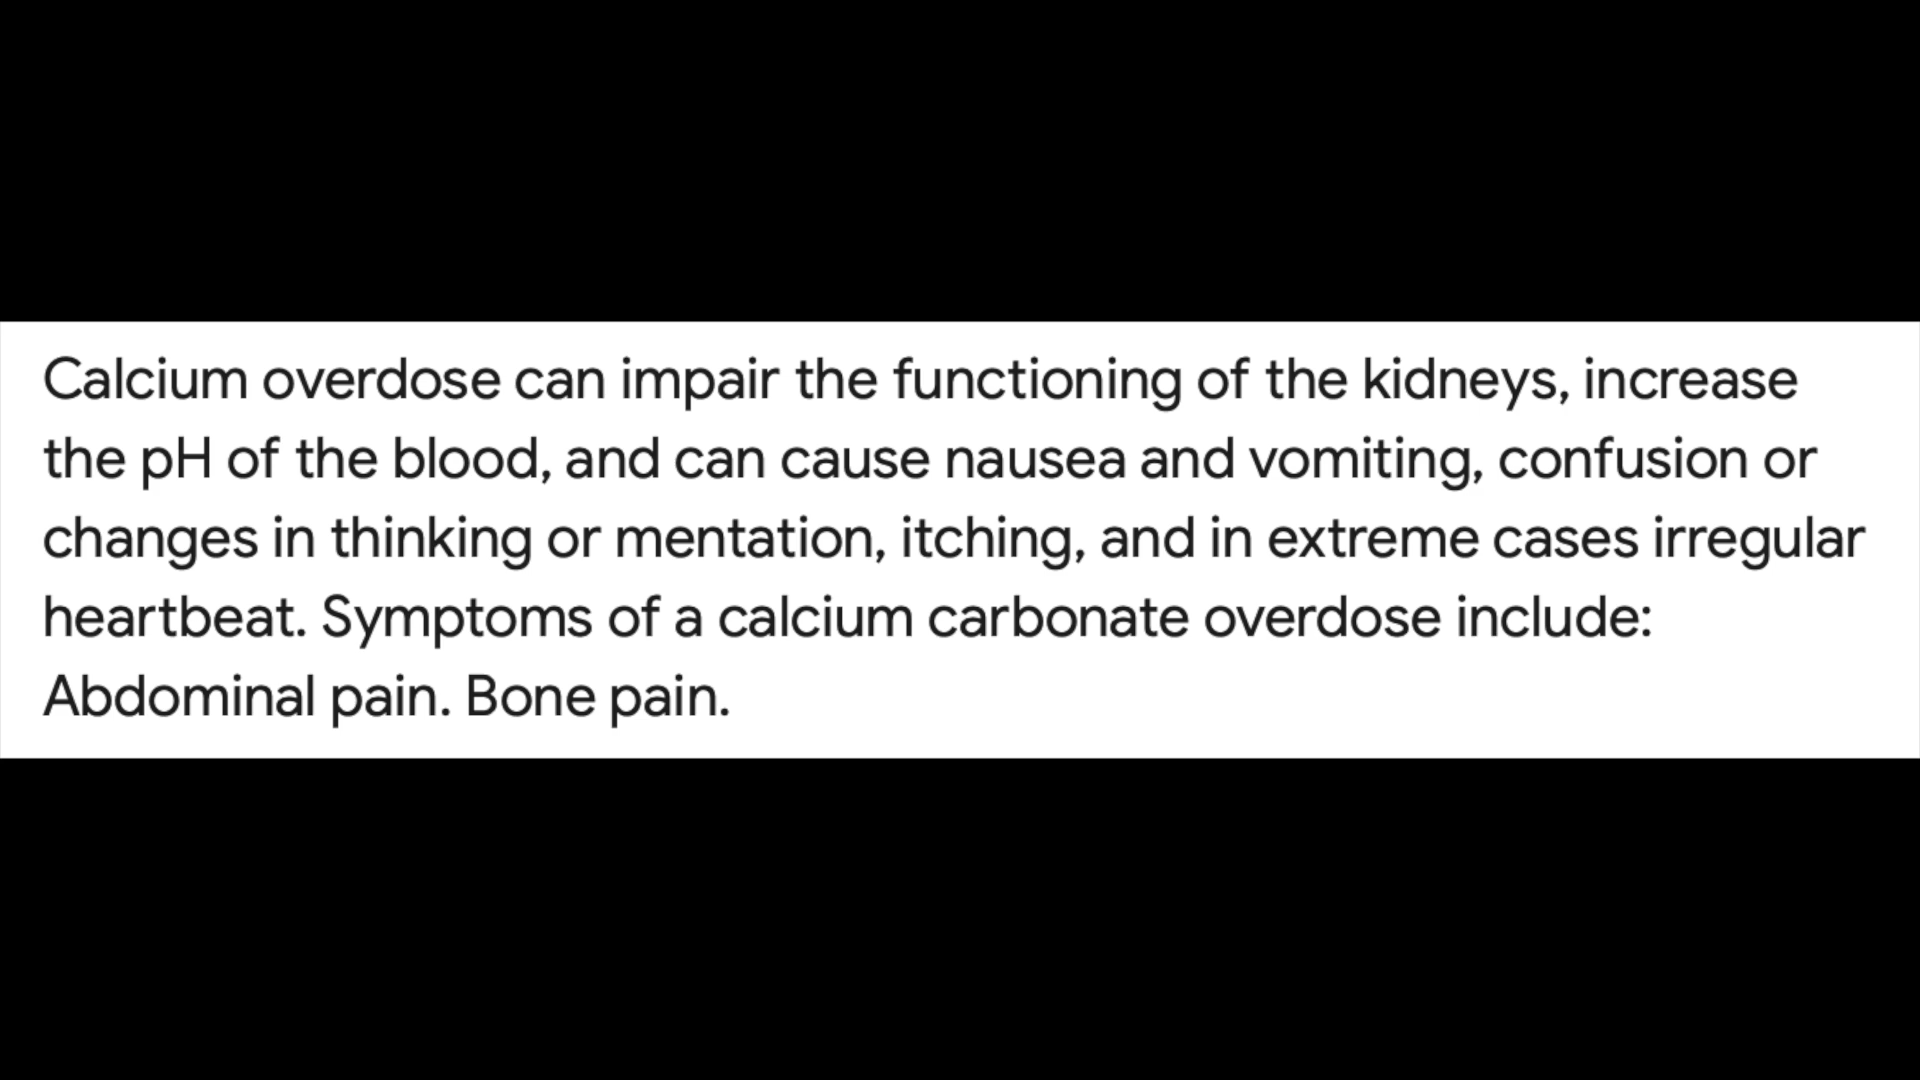 Calcium overdose can impair the functioning of the kidneys, increase
the pH of the blood, and can cause nausea and vomiting, confusion or
changes in thinking or mentation, itching, and in extreme cases irregular
heartbeat. Symptoms of a calcium carbonate overdose include:
Abdominal pain. Bone pain.